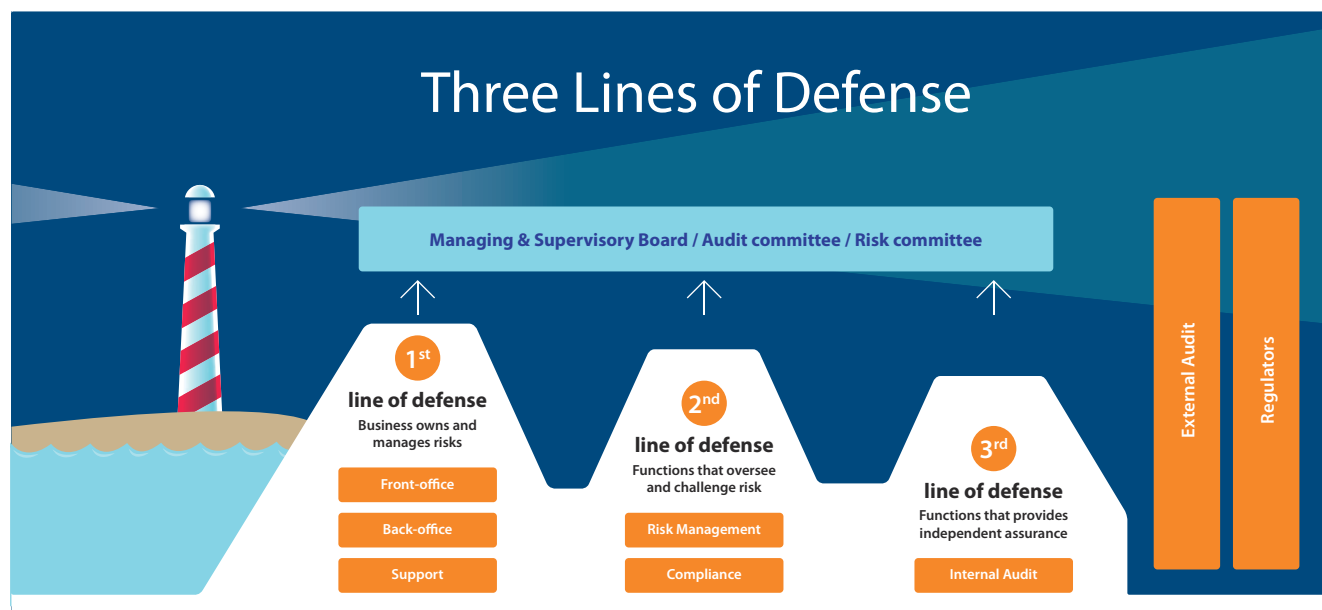 Three Lines of Defense
Managing & Supervisory Board / Audit committee / Risk committee
1st
line of defense
Business owns and
manages risks
Front-office
Back-office
Support
2nd
line of defense
Functions that oversee
and challenge risk
Risk Management
Compliance
3rd
line of defense
Functions that provides
independent assurance
Internal Audit
External Audit
Regulators